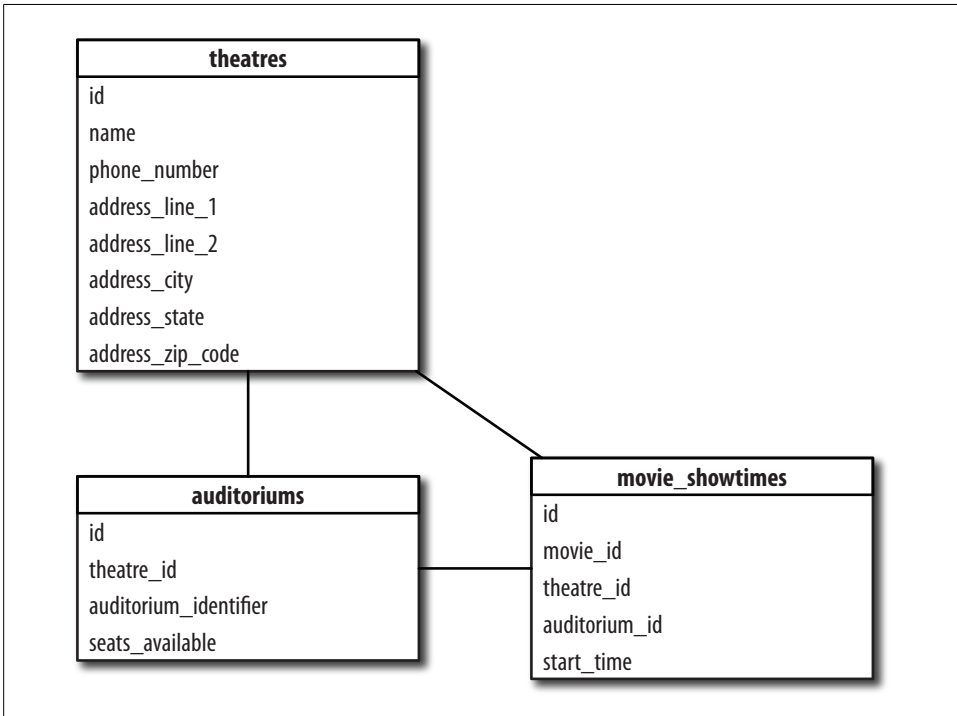 theatres
id
name
phone_number
address_line_1
address_line_2
address_city
address_state
address_zip_code
auditoriums
id
theatre_id
auditorium_identifier
seats_available
movie_showtimes
id
movie_id
theatre_id
auditorium_id
start_time